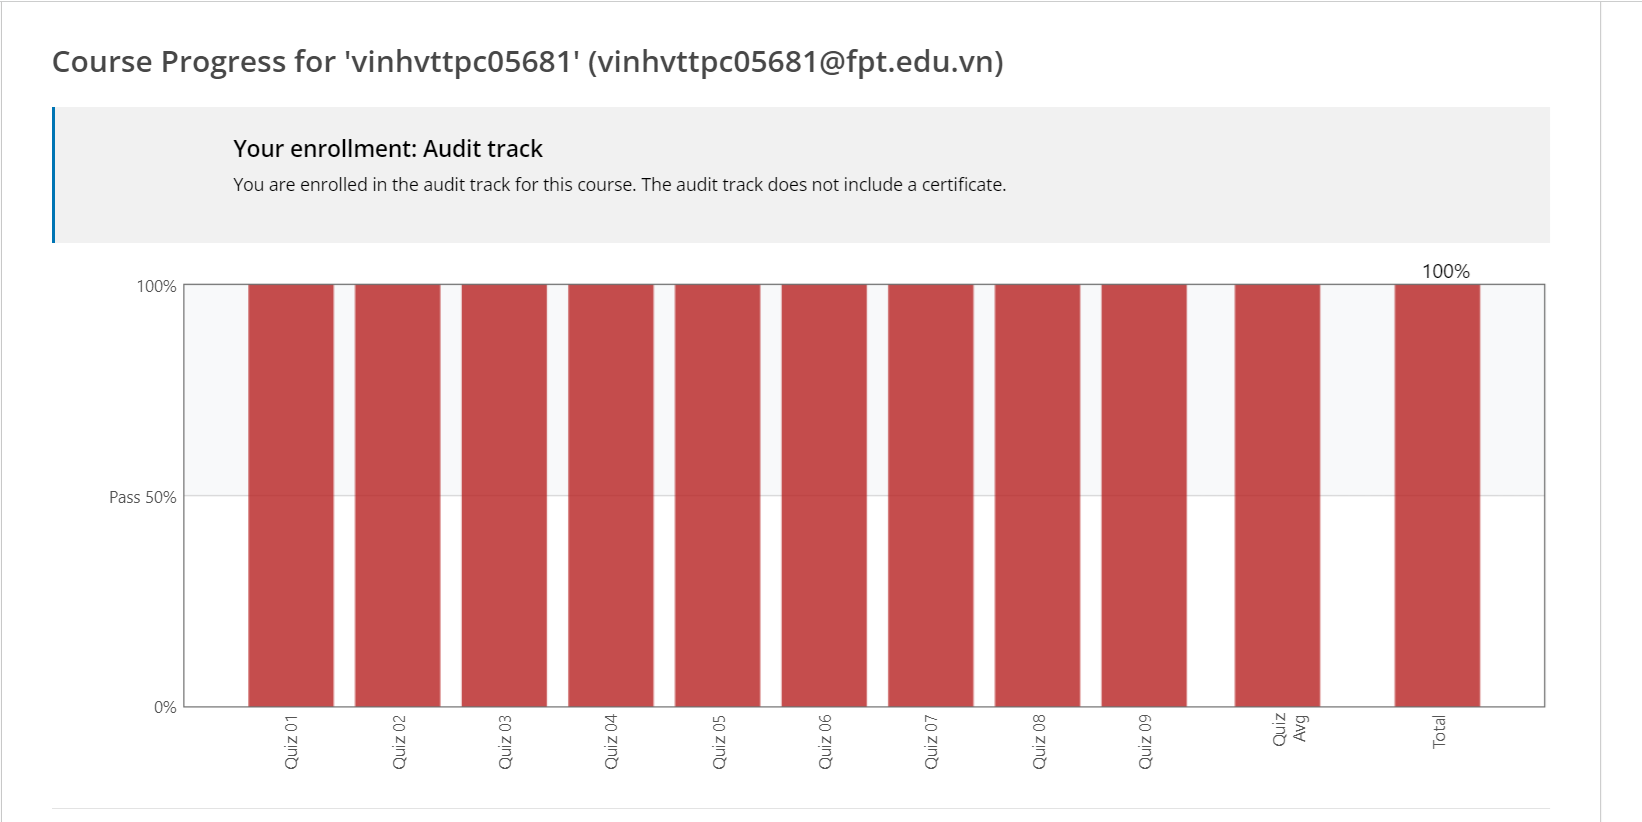 Course Progress for 'vinhvttpc05681' (vinhvttpc05681@fpt.edu.vn)
Your enrollment: Audit track
You are enrolled in the audit track for this course. The audit track does not include a certificate.
100%
100%
Pass 50%
0%
Quiz 01
Quiz 02
Quiz 03
Quiz 04
Quiz 05
Quiz 06
Quiz 07
Quiz 08
Quiz 09
Quiz
Avg
Total